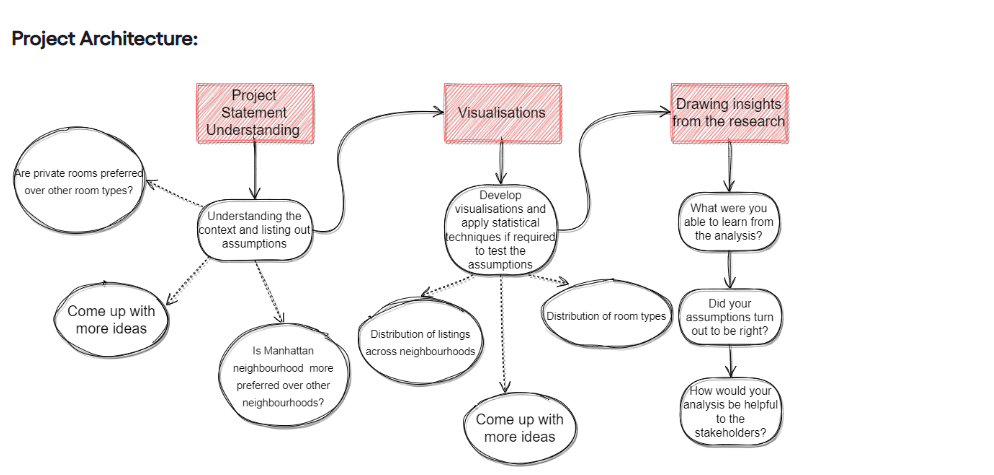 Project Architecture:
Project
Statement
Understanding
Understanding the
context and listing out
assumptions
Are private rooms preferred
over other room types?
Come up with
more ideas
Is Manhattan
neighbourhood more
preferred over other
neighbourhoods?
Visualisations
Develop
visualisations and
apply statistical
techniques if required
to test the
assumptions
Distribution of listings
across neighbourhoods
Come up with
more ideas
Distribution of room types
Drawing insights
from the research
What were you
able to learn from
the analysis?
Did your
assumptions turn
out to be right?
How would your
analysis be helpful
to the
stakeholders?